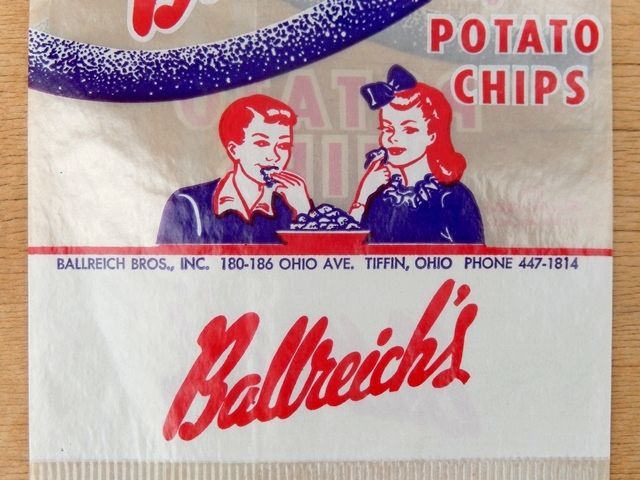 POTATO
CHIPS
BALLREICH BROS., INC. 180-186 OHIO AVE. TIFFIN, OHIO PHONE 447-1814
Ballreich's